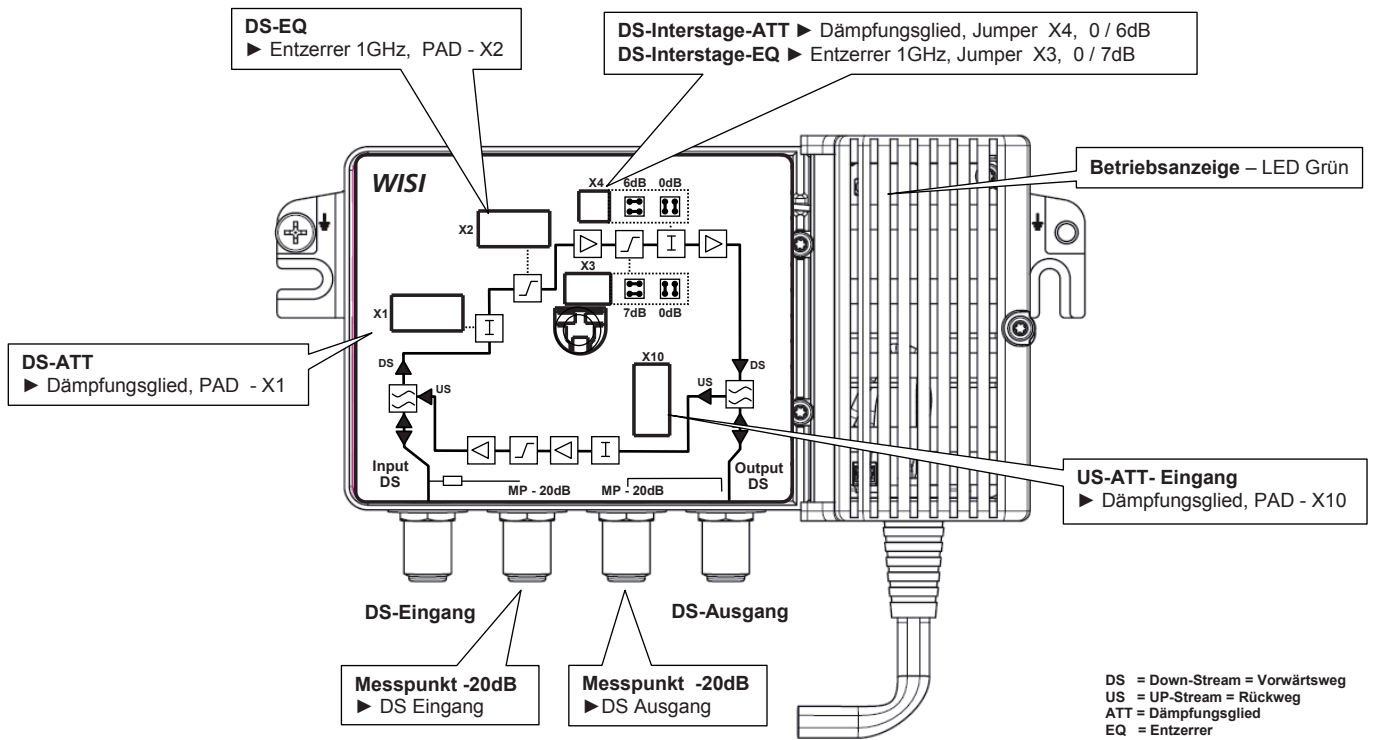 DS-EQ
► Entzerrer 1GHz, PAD - X2
DS-Interstage-ATT ► Dämpfungsglied, Jumper X4, 0 / 6dB
DS-Interstage-EQ ► Entzerrer 1GHz, Jumper X3, 0 / 7dB
Betriebsanzeige – LED Grün
WISI
X4 6dB 0dB
X2
X3
7dB 0dB
X1
DS-ATT
► Dämpfungsglied, PAD - X1
X10
DS
DS
US
US
Input
DS
Output
DS
MP - 20dB
MP - 20dB
US-ATT- Eingang
► Dämpfungsglied, PAD - X10
DS-Eingang
DS-Ausgang
Messpunkt -20dB
► DS Eingang
Messpunkt -20dB
►DS Ausgang
DS = Down-Stream = Vorwärtsweg
US = UP-Stream = Rückweg
ATT = Dämpfungsglied
EQ = Entzerrer